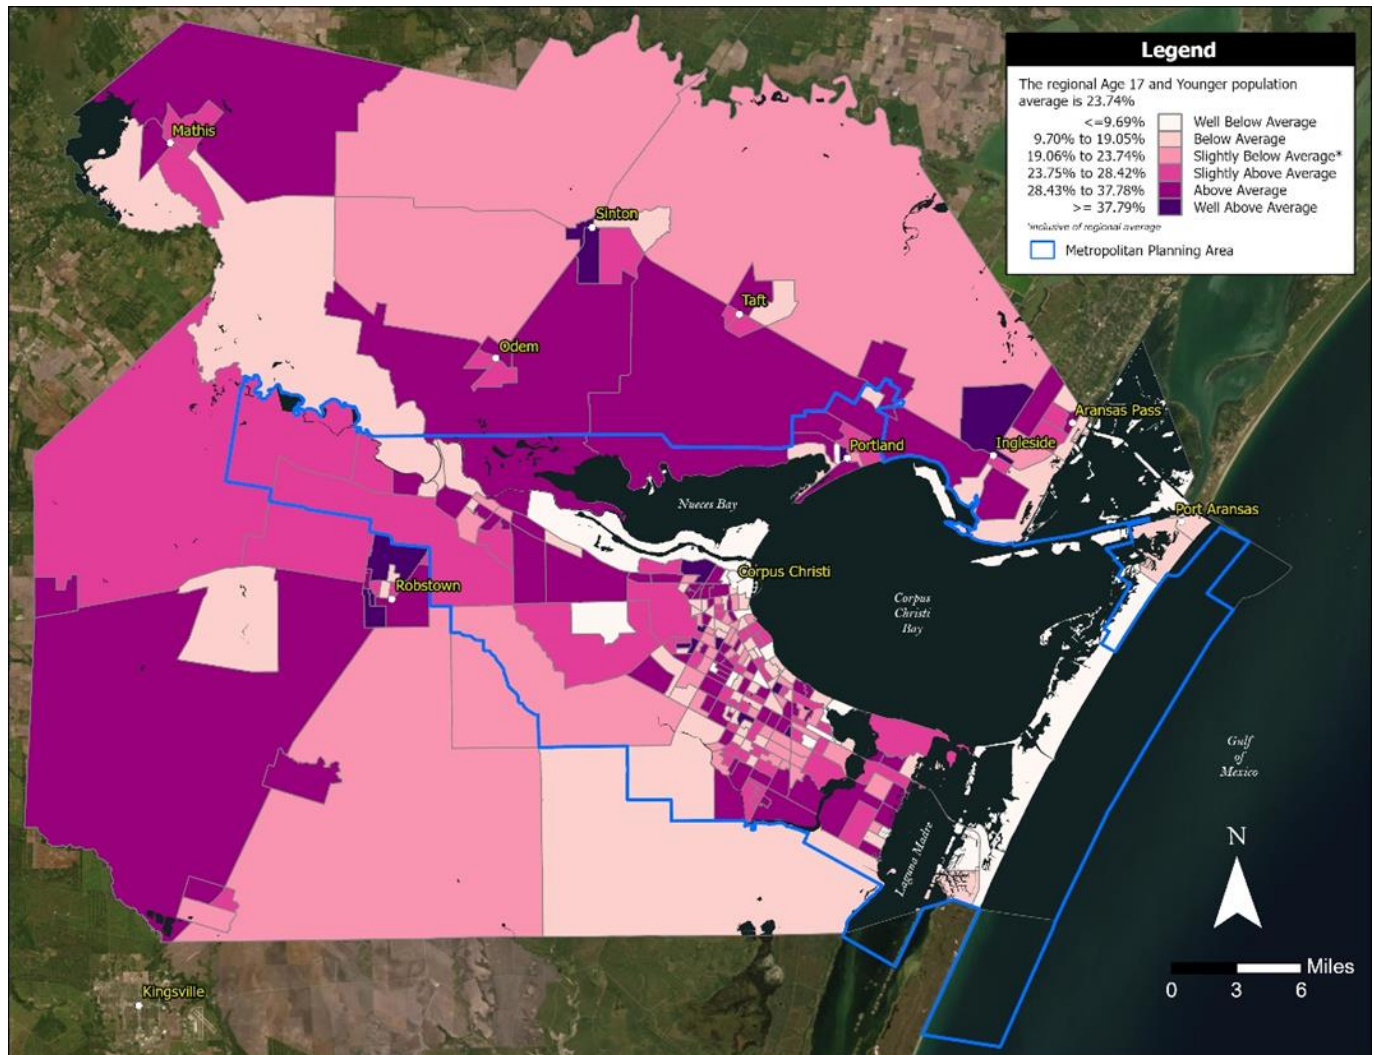 Legend
The regional Age 17 and Younger population
average is 23.74%
<=9.69% Well Below Average
9.70% to 19.05% Below Average
19.06% to 23.74% Slightly Below Average*
23.75% to 28.42% Slightly Above Average
28.43% to 37.78% Above Average
>= 37.79% Well Above Average
*inclusive of regional average
Metropolitan Planning Area
Mathis
Sinton
Taft
Odem
Aransas Pass
Portland
Ingleside
Nueces Bay
Port Aransas
Corpus Christi
Robstown
Corpus
Christi
Bay
Gulf
of
Mexico
Laguna Madre
N
Miles
0 3 6
Kingsville